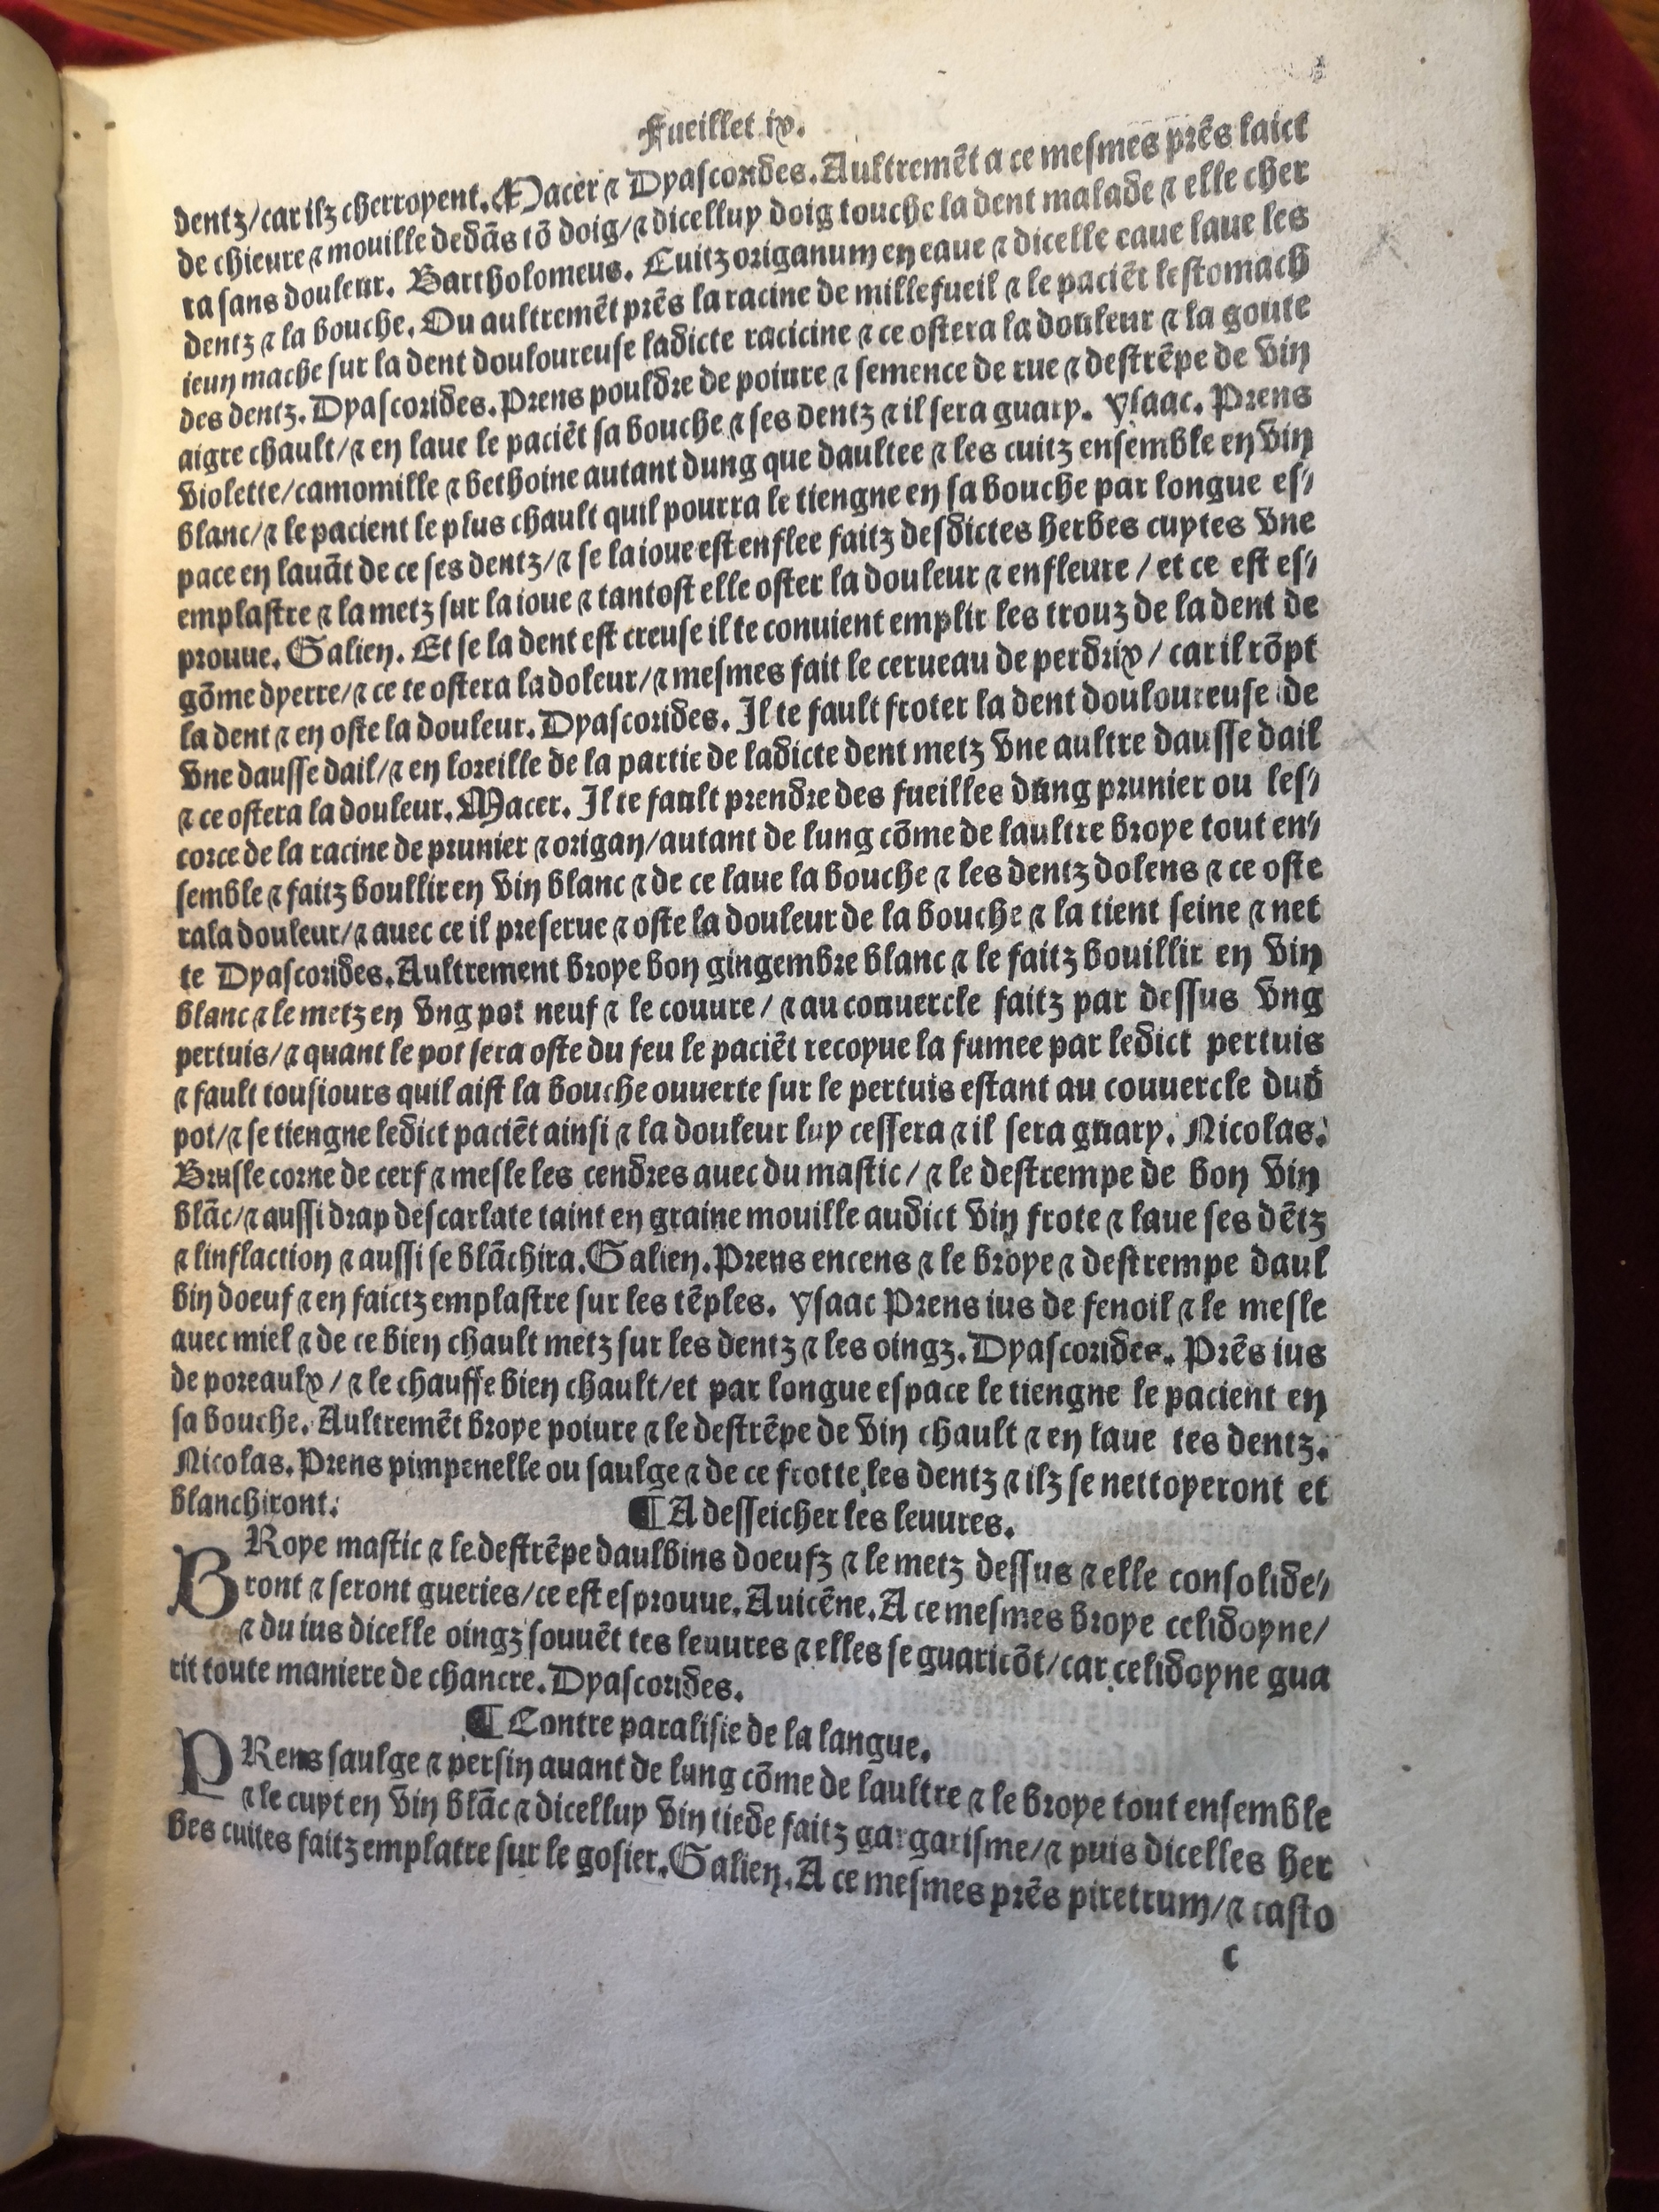 Fueillet ix.
dentz/car ilz cherroyent. Macer ⁊ Dyascorides. Aultremēt a ce mesmes prēs laict
de chieure ⁊ mouille dedās tō doig/⁊ dicelluy doig touche la dent malade ⁊ elle cher
ra sans douleur. Bartholomeus. Cuitz origanum en eaue ⁊ dicelle eaue laue les
dentz ⁊ la bouche. Ou aultremēt prēs la racine de millefueil ⁊ le paciēt lestomach
ieun mache sur la dent douloureuse ladicte racicine ⁊ ce ostera la douleur ⁊ la goute
des dentz. Dyascorides. Prens pouldre de poiure ⁊ semence de rue ⁊ destrēpe de vin
aigre chault/⁊ en laue le paciēt sa bouche ⁊ ses dentz ⁊ il sera guary. ysaac. Prens
violette/camomille ⁊ bethoine autant dung que daultee ⁊ les cuitz ensemble en vin
blanc/⁊ le pacient le plus chault quil pourra le tiengne en sa bouche par longue es⸗
pace en lauāt de ce ses dentz/⁊ se la ioue est enflee faitz desdictes herbes cuytes vne
emplastre ⁊ la metz sur la ioue ⁊ tantost elle oster la douleur ⁊ enfleure / et ce est es⸗
prouue. Galien. Et se la dent est creuse il te conuient emplir les trouz de la dent de
gōme dyerre/⁊ ce te ostera la doleur/⁊ mesmes fait le cerueau de perdrix / car il rōpt
la dent ⁊ en oste la douleur. Dyascorides. Il te fault froter la dent douloureuse de
vne dausse dail/⁊ en loreille de la partie de ladicte dent metz vne aultre dausse dail
⁊ ce ostera la douleur. Macer. Il te fault prendre des fueilles dung prunier ou les⸗
corce de la racine de prunier ⁊ origan/autant de lung cōme de laultre broye tout en⸗
semble ⁊ faitz boullir en vin blanc ⁊ de ce laue la bouche ⁊ les dentz dolens ⁊ ce oste
ra la douleur/⁊ auec ce il preserue ⁊ oste la douleur de la bouche ⁊ la tient seine ⁊ net
te Dyascorides. Aultrement broye bon gingembre blanc ⁊ le faitz bouillir en vin
blanc ⁊ le metz en vng pot neuf ⁊ le couure / ⁊ au couuercle faitz par dessus vng
pertuis/⁊ quant le pot sera oste du feu le paciēt recoyue la fumee par ledict pertuis
⁊ fault tousiours quil aist la bouche ouuerte sur le pertuis estant au couuercle dud̄
pot/⁊ se tiengne ledict paciēt ainsi ⁊ la douleur luy cessera ⁊ il sera guary. Nicolas.
Brusle corne de cerf ⁊ mesle les cendres auec du mastic/ ⁊ le destrempe de bon vin
blāc/⁊ aussi drap descarlate taint en graine mouille audict vin frote ⁊ laue ses dētz
⁊ linflaction ⁊ aussi se blāchira. Galien. Prens encens ⁊ le broye ⁊ destrempe daul
bin doeuf ⁊ en faictz emplastre sur les tēples. ysaac Prens ius de fenoil ⁊ le mesle
auec miel ⁊ de ce bien chault metz sur les dentz ⁊ les oingz. Dyascorides. Prēs ius
de poreaulx/ ⁊ le chauffe bien chault/et par longue espace le tiengne le pacient en
sa bouche. Aultremēt broye poiure ⁊ le destrēpe de vin chault ⁊ en laue tes dentz.
Nicolas. Prens pimpenelle ou saulge ⁊ de ce frotte les dentz ⁊ ilz se nettoyeront et
blanchiront.
¶ A desseicher les leuures.
BRoye mastic ⁊ le destrēpe daulbins doeufz ⁊ le metz dessus ⁊ elle consolide⸗
ront ⁊ seront gueries/ce est esprouue. Auicēne. A ce mesmes broye celidoyne/
⁊ du ius dicelle oingz souuēt tes leuures ⁊ elles se guarirōt/car celidoyne gua
rit toute maniere de chancre. Dyascorides.
¶ Contre paralisie de la langue.
PRens saulge ⁊ persin auant de lung cōme de laultre ⁊ le broye tout ensemble
⁊ le cuyt en vin blāc ⁊ dicelluy vin tiede faitz gargarisme/⁊ puis dicelles her
bes cuites faitz emplatre sur le gosier. Galien. A ce mesmes prēs piretrum/⁊ casto
c